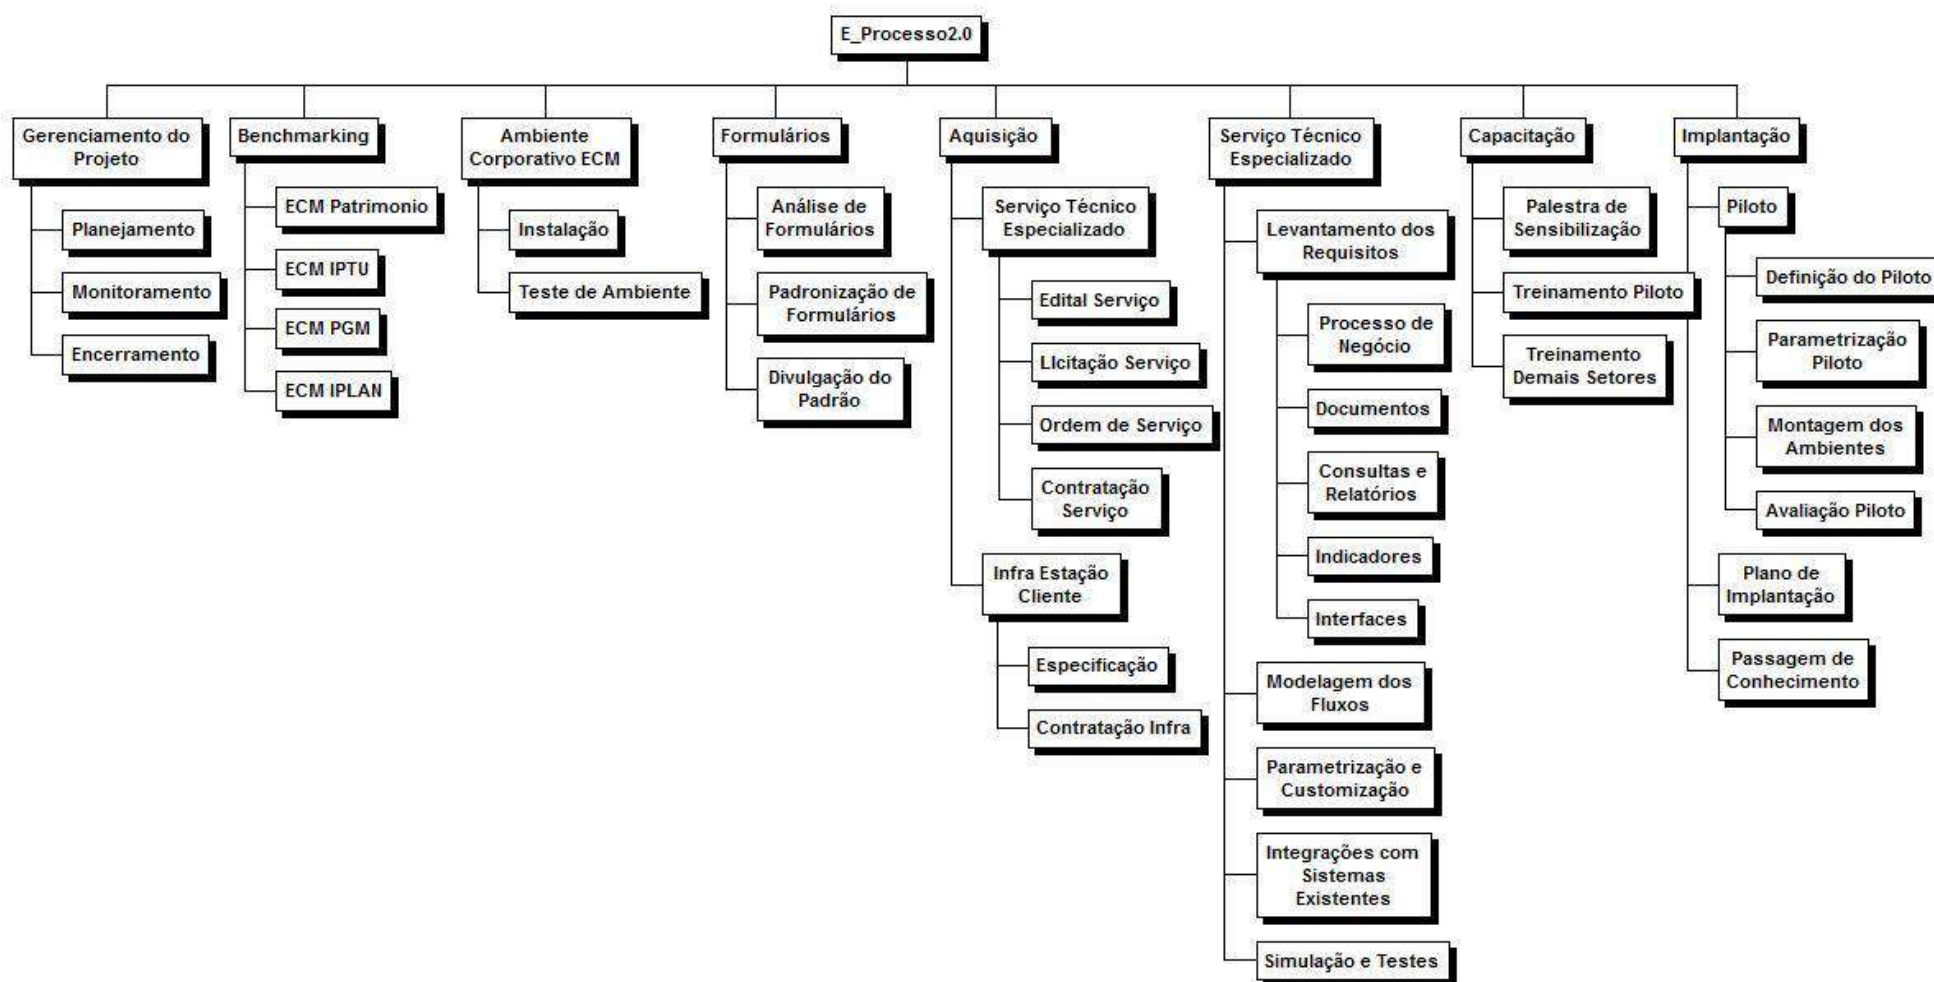 E_Processo2.0
Gerenciamento do
Projeto
Planejamento
Monitoramento
Encerramento
Benchmarking
ECM Patrimonio
ECM IPTU
ECM PGM
ECM IPLAN
Ambiente
Corporativo ECM
Instalação
Teste de Ambiente
Formulários
Análise de
Formulários
Padronização de
Formulários
Divulgação do
Padrão
Aquisição
Serviço Técnico
Especializado
Edital Serviço
LIcitação Serviço
Ordem de Serviço
Contratação
Serviço
Infra Estação
Cliente
Especificação
Contratação Infra
Serviço Técnico
Especializado
Levantamento dos
Requisitos
Processo de
Negócio
Documentos
Consultas e
Relatórios
Indicadores
Interfaces
Modelagem dos
Fluxos
Parametrização e
Customização
Integrações com
Sistemas
Existentes
Simulação e Testes
Capacitação
Palestra de
Sensibilização
Treinamento Piloto
Treinamento
Demais Setores
Implantação
Piloto
Definição do Piloto
Parametrização
Piloto
Montagem dos
Ambientes
Avaliação Piloto
Plano de
Implantação
Passagem de
Conhecimento